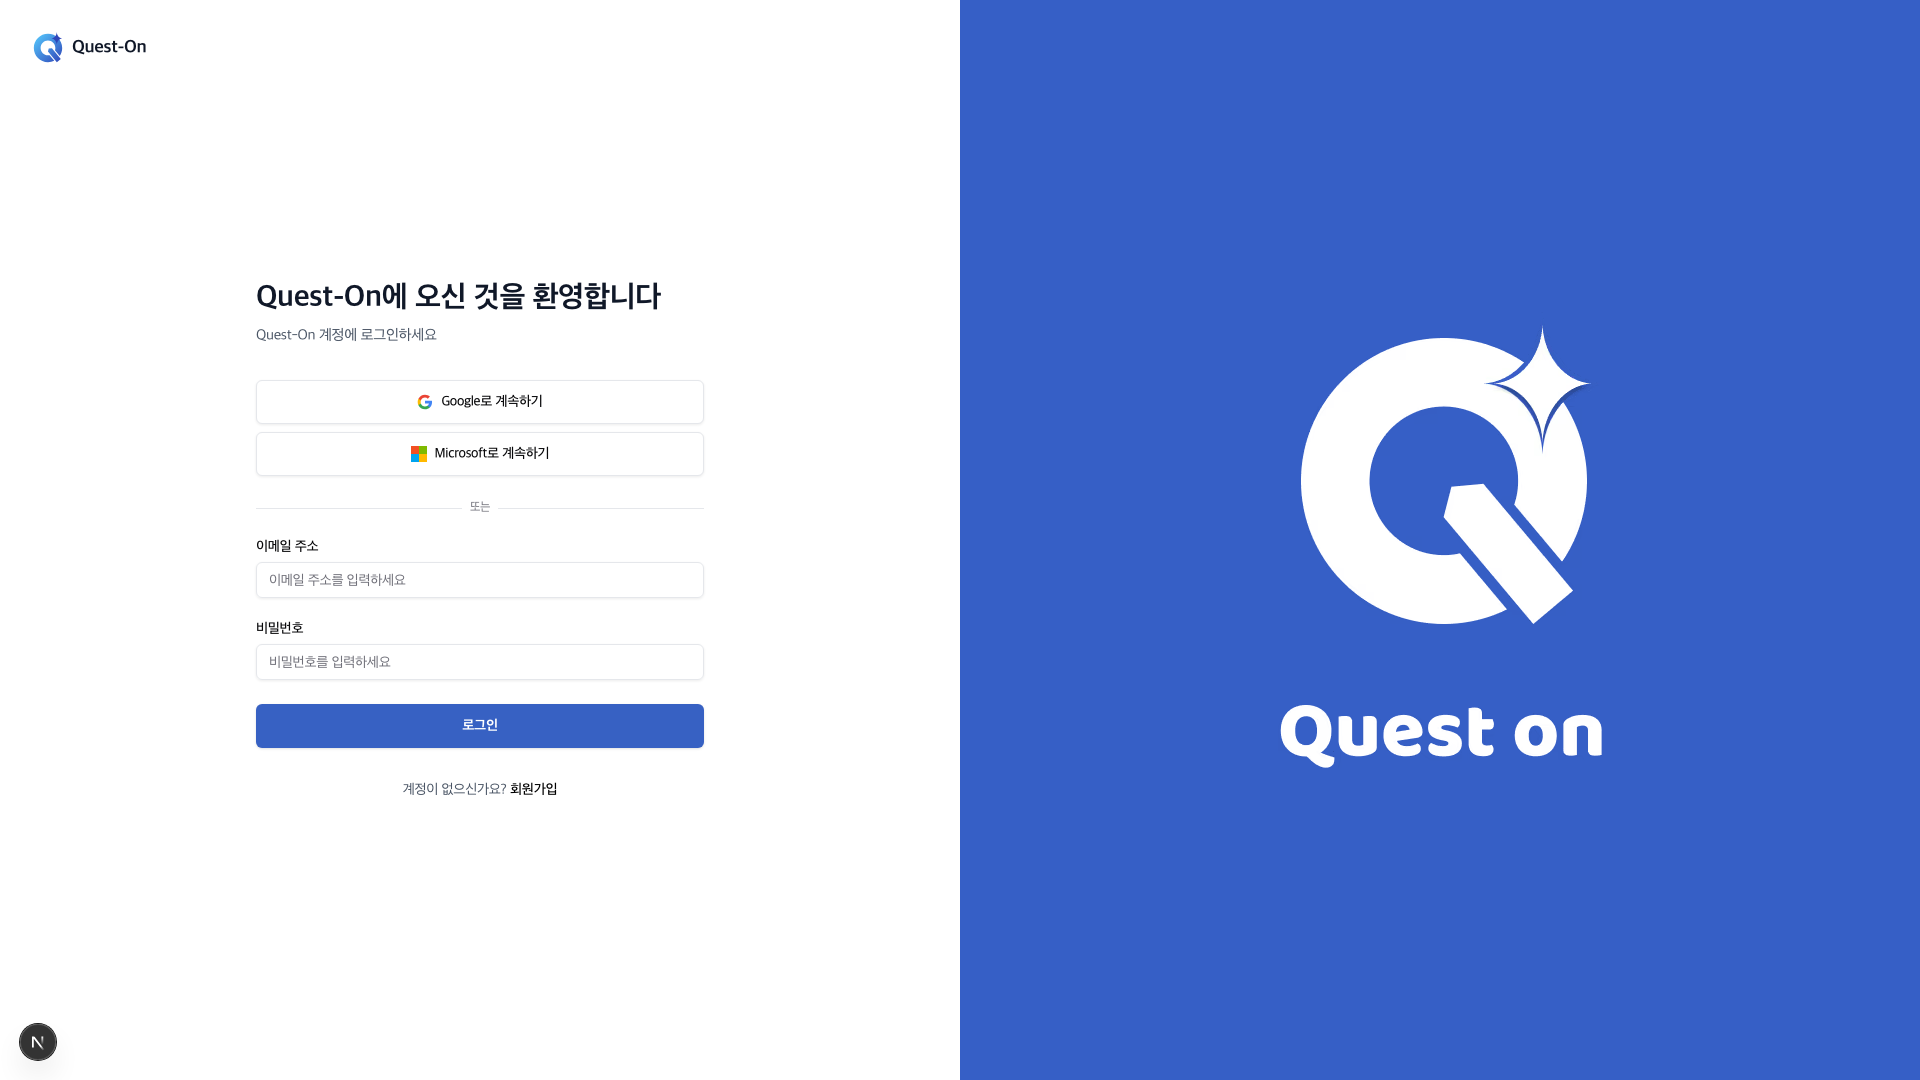 Quest-On
Quest-On에 오신 것을 환영합니다
Quest-On 계정에 로그인하세요
Google로 계속하기
Microsoft로 계속하기
또는
이메일 주소
이메일 주소를 입력하세요
비밀번호
비밀번호를 입력하세요
로그인
계정이 없으신가요? 회원가입
N
Quest on